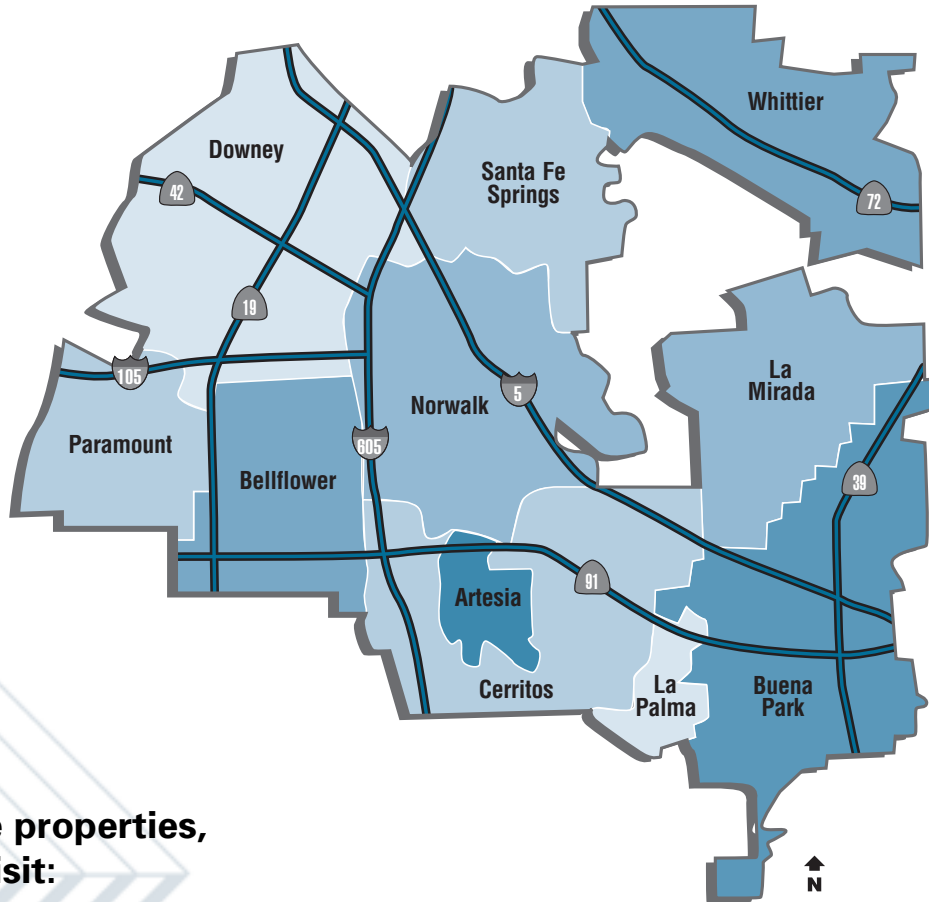 Whittier
Downey
Santa Fe
Springs
42
72
19
La
Mirada
105
5
Norwalk
Paramount
605
Bellflower
39
91
Artesia
Cerritos
La
Palma
Buena
Park
e properties,
isit:
N